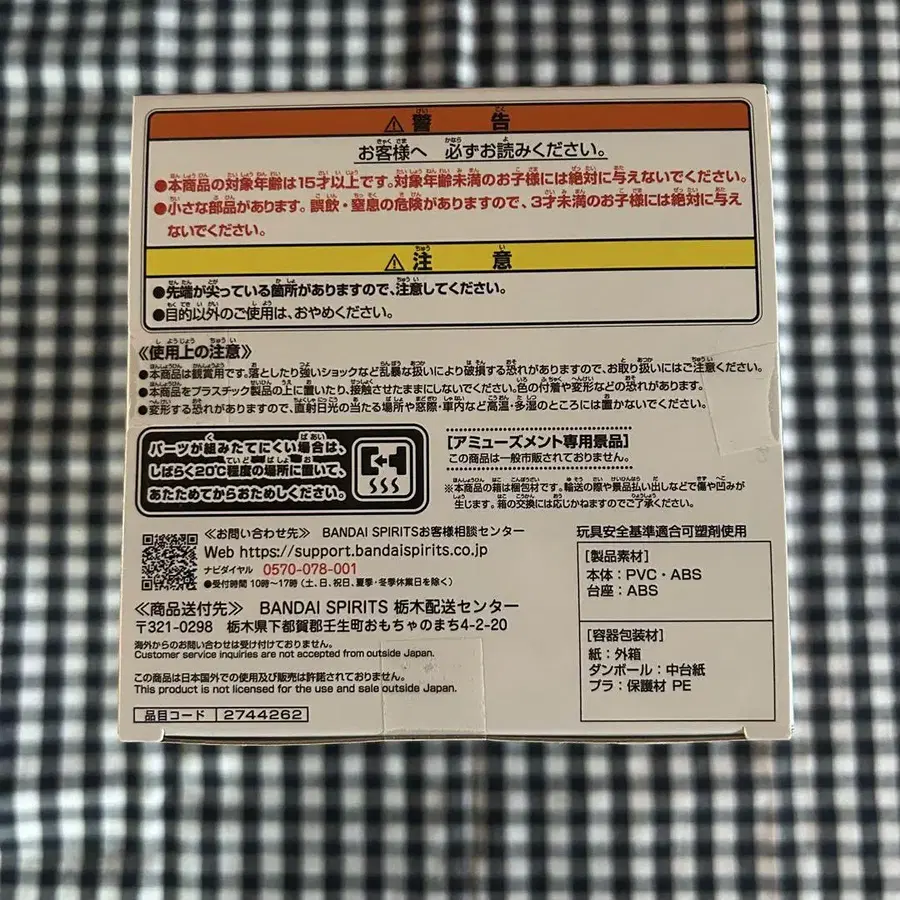 ⚠警告
お客様へ 必ずお読みください。
●本商品の対象年齢は15才以上です。対象年齢未満のお子様には絶対に与えないでください。
●小さな部品があります。誤飲・窒息の危険がありますので、3才未満のお子様には絶対に与え
ないでください。
⚠注意
●先端が尖っている箇所がありますので、注意してください。
●目的以外のご使用は、おやめください。
《使用上の注意》
●本商品は観賞用です。落としたり強いショックなど乱暴な扱いにより破損する恐れがありますので、お取り扱いにはご注意ください。
●本商品をプラスチック製品の上に置いたり、接触させたままにしないでください。色の付着や変形などの恐れがあります。
●変形する恐れがありますので、直射日光の当たる場所や窓際・車内など高温・多湿のところには置かないでください。
パーツが組みたてにくい場合は、
しばらく20℃程度の場所に置いて、
あたためてからおためしください。
[アミューズメント専用景品]
この商品は一般市販されておりません。
※本商品の箱は梱包材です。輸送の際や景品払い出しなどで傷や凹みが
生じます。箱の交換には応じかねますのでご了承ください。
《お問い合わせ先》 BANDAI SPIRITSお客様相談センター
Web https://support.bandaispirits.co.jp
ナビダイヤル 0570-078-001
●受付時間 10時〜17時(土、日、祝日、夏季・冬季休業日を除く)
《商品送付先》 BANDAI SPIRITS 栃木配送センター
〒321-0298 栃木県下都賀郡壬生町おもちゃのまち4-2-20
海外からのお問い合わせは受け付けておりません。
Customer service inquiries are not accepted from outside Japan.
この商品は日本国外での使用及び販売は許諾されておりません。
This product is not licensed for the use and sale outside Japan.
品目コード 2744262
玩具安全基準適合可塑剤使用
[製品素材]
本体：PVC・ABS
台座：ABS
[容器包装材]
紙：外箱
ダンボール：中台紙
プラ：保護材 PE